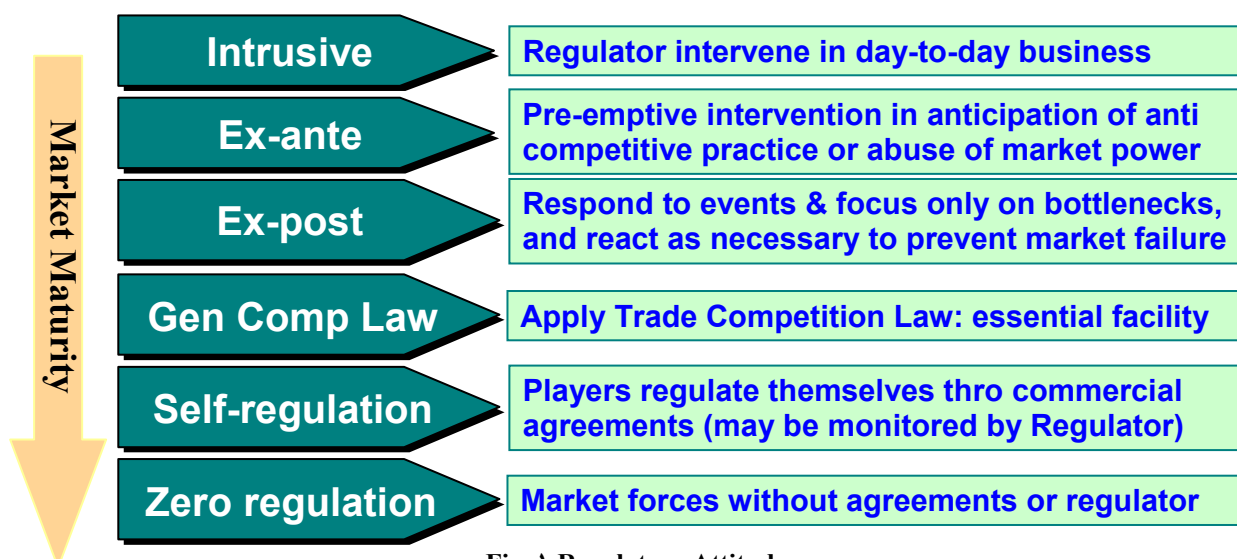 Intrusive
Regulator intervene in day-to-day business
Ex-ante
Pre-emptive intervention in anticipation of anti
competitive practice or abuse of market power
Ex-post
Respond to events & focus only on bottlenecks,
and react as necessary to prevent market failure
Gen Comp Law
Apply Trade Competition Law: essential facility
Self-regulation
Players regulate themselves thro commercial
agreements (may be monitored by Regulator)
Zero regulation
Market forces without agreements or regulator
Market Maturity